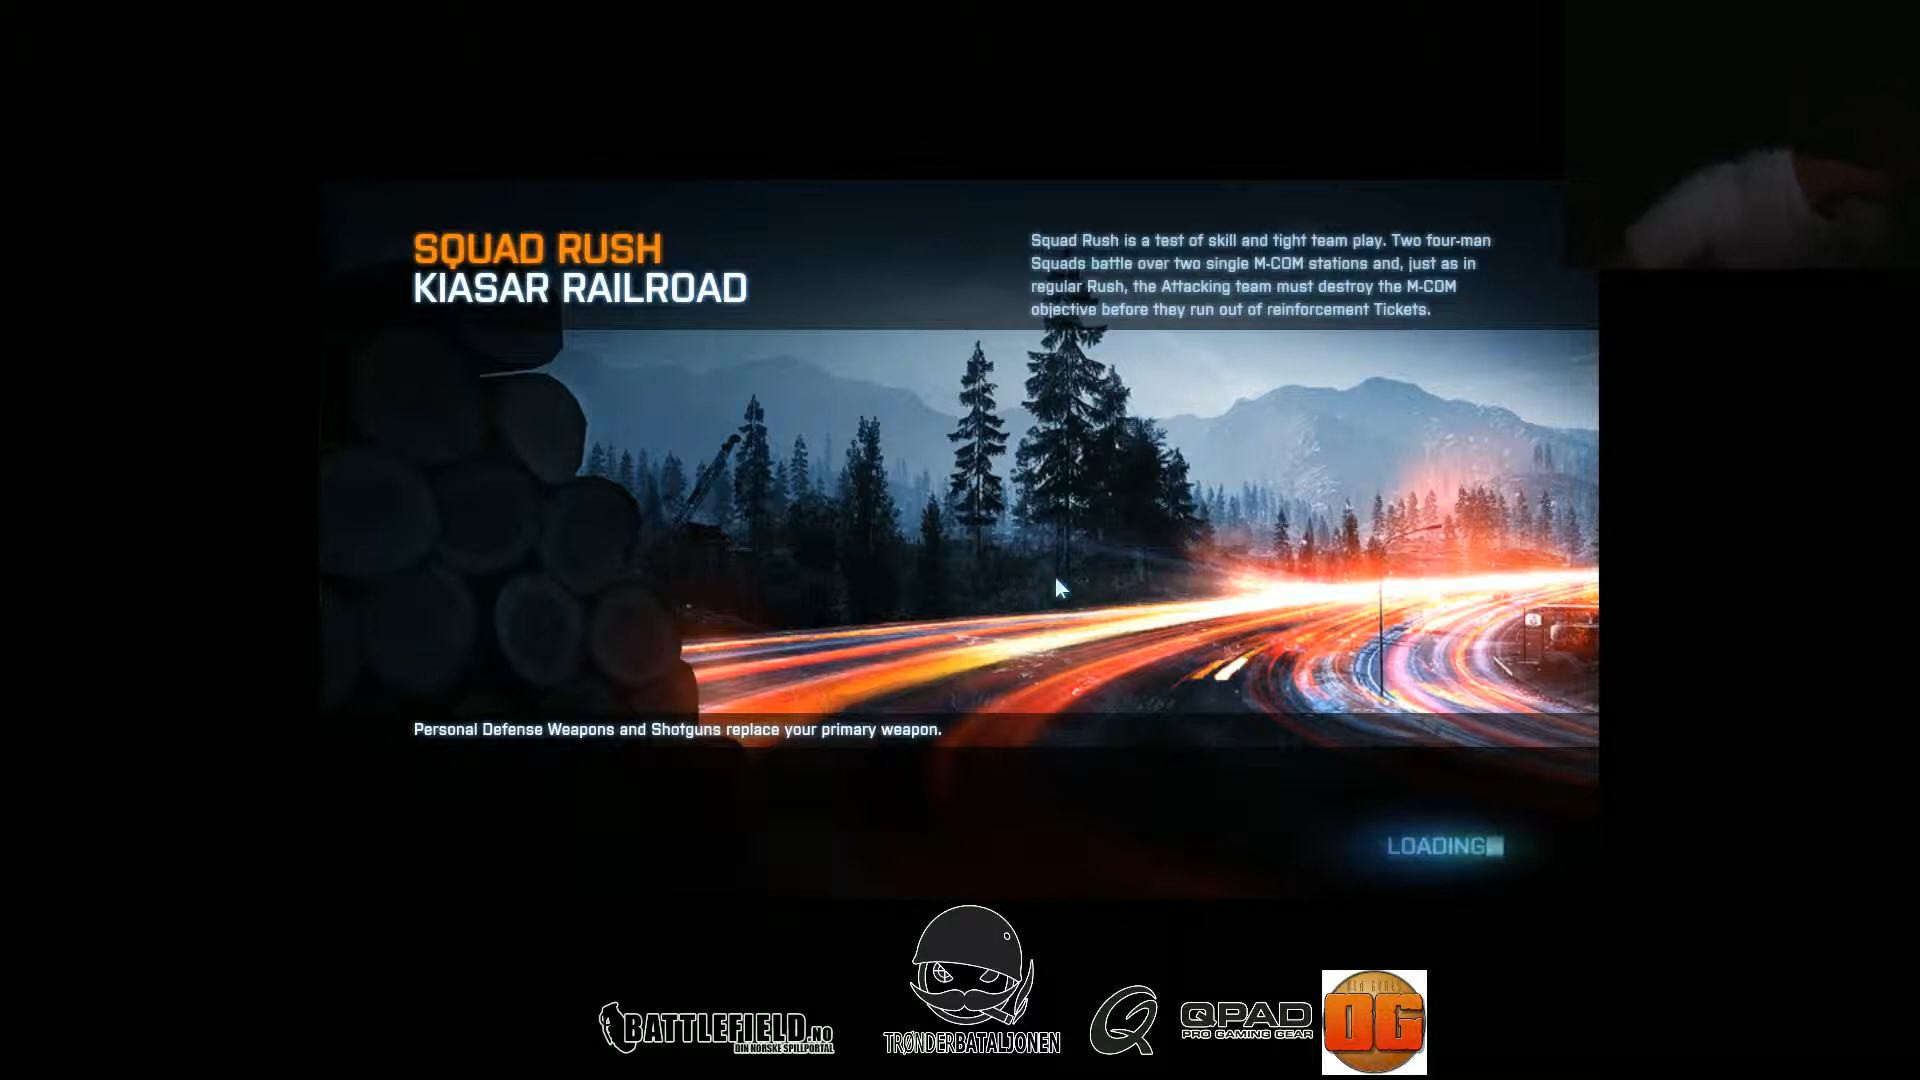 SQUAD RUSH
KIASAR RAILROAD
Squad Rush is a test of skill and tight team play. Two four-man
Squads battle over two single M-COM stations and, just as in
regular Rush, the Attacking team must destroy the M-COM
objective before they run out of reinforcement Tickets.
Personal Defense Weapons and Shotguns replace your primary weapon.
LOADING
BATTLEFIELD.NO
DIN NORSKE SPILLPORTAL
TRØNDERBATALJONEN
QPAD
PRO GAMING GEAR
OLD GAMES
OG